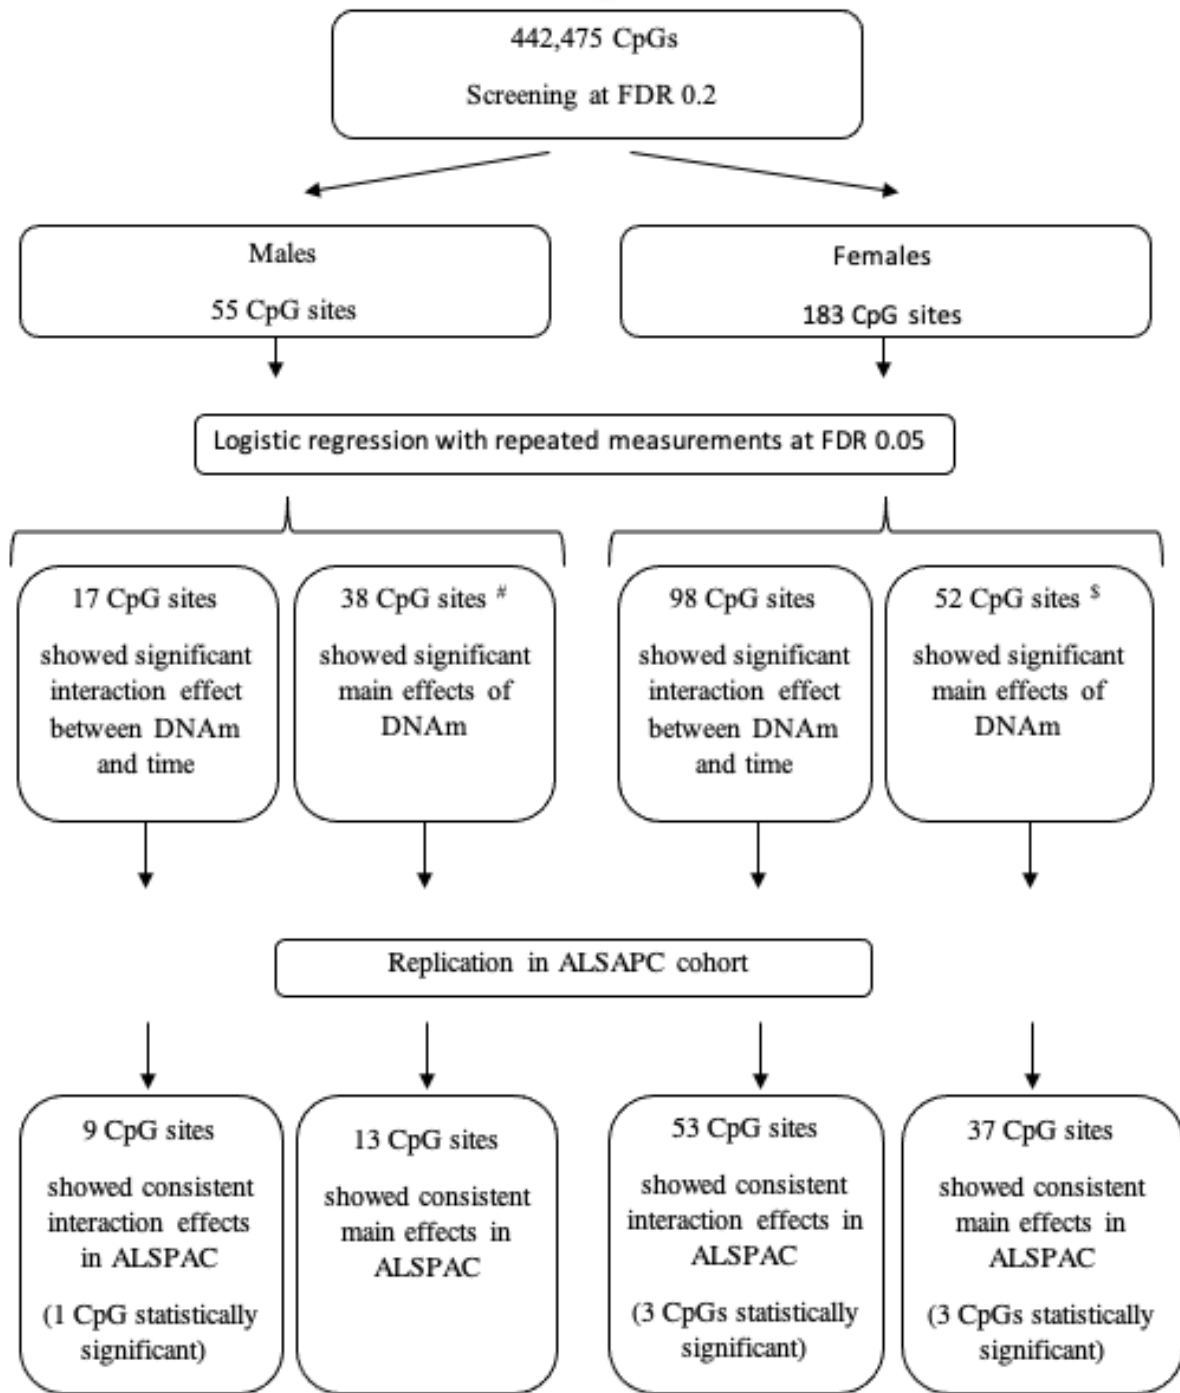 442,475 CpGs
Screening at FDR 0.2
Males
55 CpG sites
Females
183 CpG sites
Logistic regression with repeated measurements at FDR 0.05
17 CpG sites
showed significant
interaction effect
between DNAm
and time
38 CpG sites #
showed significant
main effects of
DNAm
98 CpG sites
showed significant
interaction effect
between DNAm
and time
52 CpG sites $
showed significant
main effects of
DNAm
Replication in ALSAPC cohort
9 CpG sites
showed consistent
interaction effects
in ALSPAC
(1 CpG statistically
significant)
13 CpG sites
showed consistent
main effects in
ALSPAC
53 CpG sites
showed consistent
interaction effects in
ALSPAC
(3 CpGs statistically
significant)
37 CpG sites
showed consistent
main effects in
ALSPAC
(3 CpGs statistically
significant)